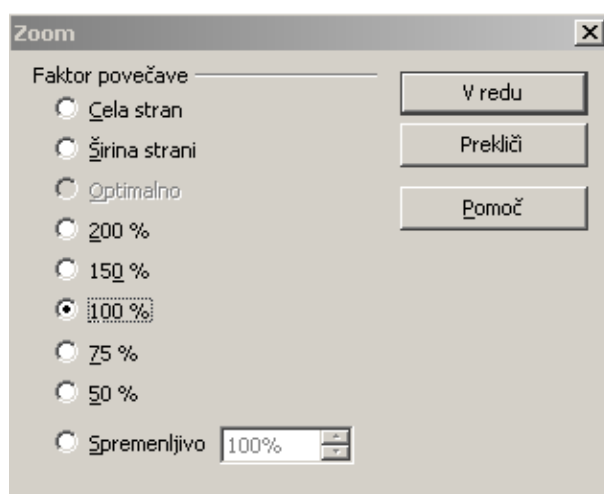 Zoom
Faktor povečave
Cela stran
Širina strani
Optimalno
200 %
150 %
100 %
75 %
50 %
Spremenljivo 100%
V redu
Prekliči
Pomoč